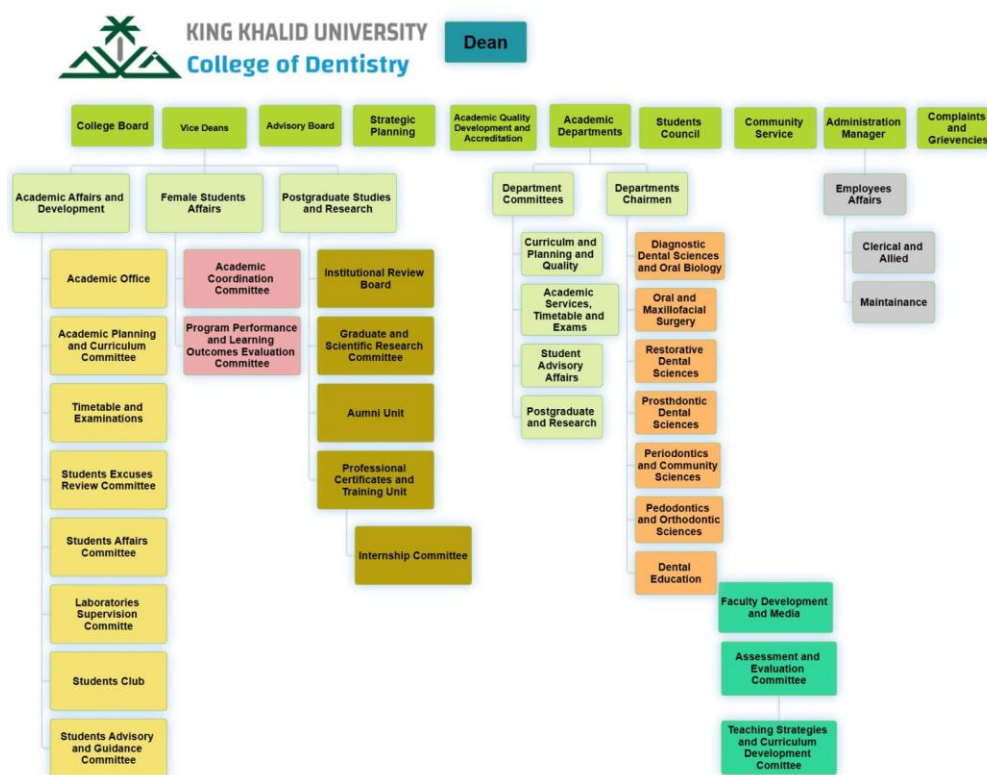 KING KHALID UNIVERSITY
College of Dentistry
Dean
College Board
Vice Deans
Advisory Board
Strategic
Planning
Academic Quality
Development and
Accreditation
Academic
Departments
Students
Council
Community
Service
Administration
Manager
Complaints
and
Grievencies
Academic Affairs and
Development
Female Students
Affairs
Postgraduate Studies
and Research
Department
Committees
Departments
Chairmen
Employees
Affairs
Academic Office
Academic Planning
and Curriculum
Committee
Timetable and
Examinations
Students Excuses
Review Committee
Students Affairs
Committee
Laboratories
Supervision
Committe
Students Club
Students Advisory
and Guidance
Committee
Academic
Coordination
Committee
Program Performance
and Learning
Outcomes Evaluation
Committee
Institutional Review
Board
Graduate and
Scientific Research
Committee
Aumni Unit
Professional
Certificates and
Training Unit
Internship Committee
Curriculm and
Planning and
Quality
Academic
Services,
Timetable and
Exams
Student
Advisory
Affairs
Postgraduate
and Research
Diagnostic
Dental Sciences
and Oral Biology
Oral and
Maxillofacial
Surgery
Restorative
Dental
Sciences
Prosthdontic
Dental
Sciences
Periodontics
and Community
Sciences
Pedodontics
and Orthodontic
Sciences
Dental
Education
Faculty Development
and Media
Assessment and
Evaluation
Committee
Teaching Strategies
and Curriculum
Development
Comittee
Clerical and
Allied
Maintainance